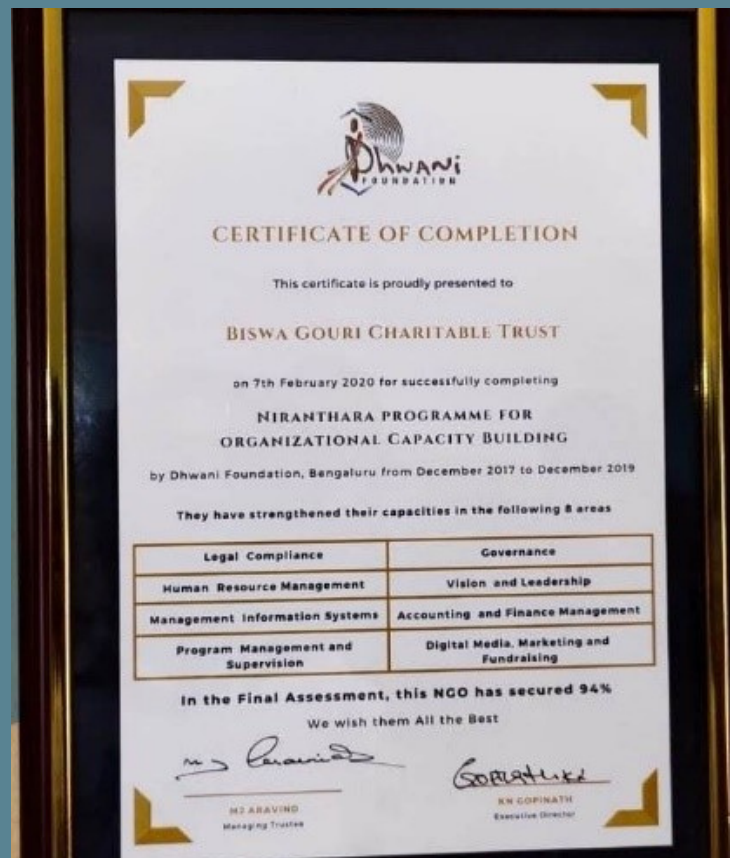 Dhwani
FOUNDATION
CERTIFICATE OF COMPLETION
This certificate is proudly presented to
BISWA GOURI CHARITABLE TRUST
on 7th February 2020 for successfully completing
NIRANTHARA PROGRAMME FOR
ORGANIZATIONAL CAPACITY BUILDING
by Dhwani Foundation, Bengaluru from December 2017 to December 2019
They have strengthened their capacities in the following 8 areas
Legal Compliance Governance
Human Resource Management Vision and Leadership
Management Information Systems Accounting and Finance Management
Program Management and Supervision Digital Media, Marketing and Fundraising
In the Final Assessment, this NGO has secured 94%
We wish them All the Best
MJ ARAVIND
Managing Trustee
KN GOPINATH
Executive Director